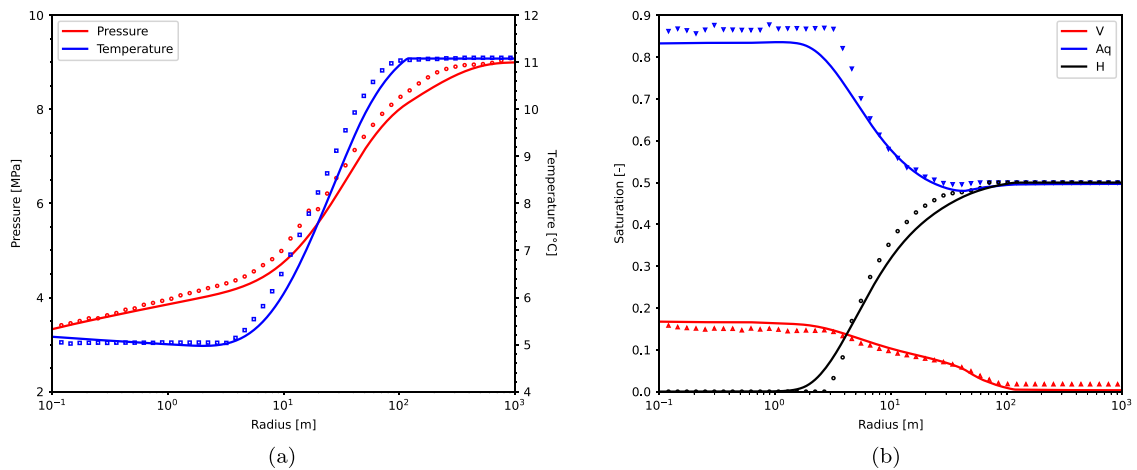 Pressure
Temperature
10
8
6
4
2
Pressure [MPa]
12
11
10
9
8
7
6
5
4
Temperature [°C]
10⁻¹ 10⁰ 10¹ 10² 10³
Radius [m]
(a)
V
Aq
H
0.9
0.8
0.7
0.6
0.5
0.4
0.3
0.2
0.1
0.0
Saturation [-]
10⁻¹ 10⁰ 10¹ 10² 10³
Radius [m]
(b)